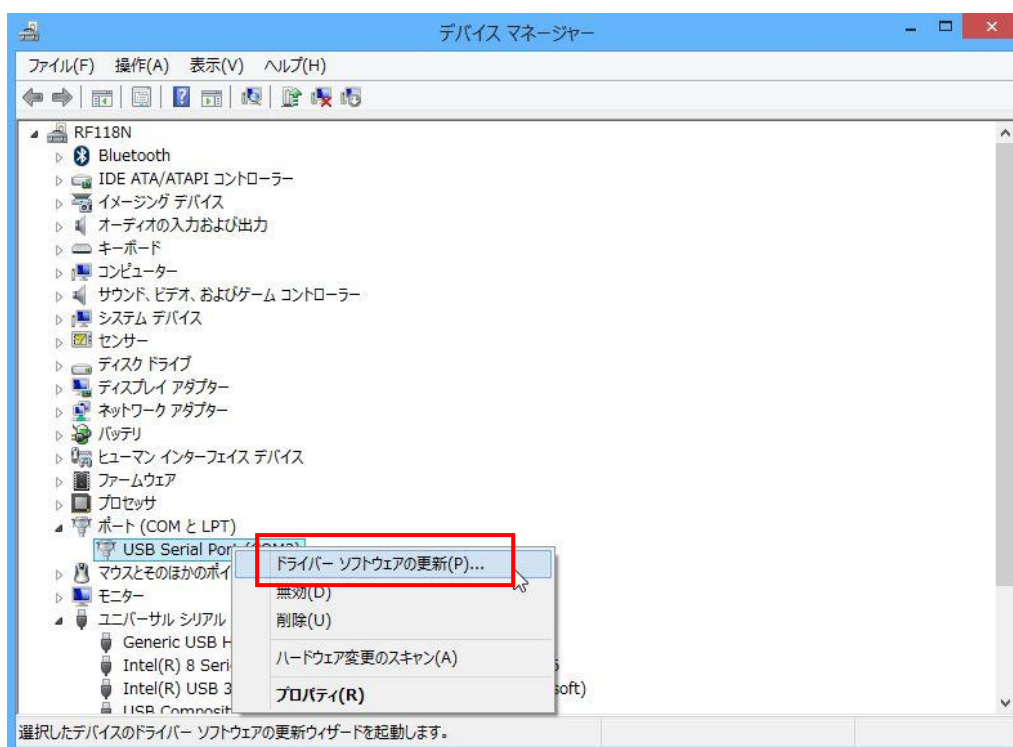 デバイス マネージャー
ファイル(F) 操作(A) 表示(V) ヘルプ(H)
RF118N
Bluetooth
IDE ATA/ATAPI コントローラー
イメージング デバイス
オーディオの入力および出力
キーボード
コンピューター
サウンド、ビデオ、およびゲーム コントローラー
システム デバイス
センサー
ディスク ドライブ
ディスプレイ アダプター
ネットワーク アダプター
バッテリ
ヒューマン インターフェイス デバイス
ファームウェア
プロセッサ
ポート (COM と LPT)
USB Serial Port
マウスとそのほかのポイ
モニター
ユニバーサル シリアル
Generic USB H
Intel(R) 8 Seri
Intel(R) USB 3 soft)
USB Composit
ドライバー ソフトウェアの更新(P)...
無効(D)
削除(U)
ハードウェア変更のスキャン(A)
プロパティ(R)
選択したデバイスのドライバー ソフトウェアの更新ウィザードを起動します。